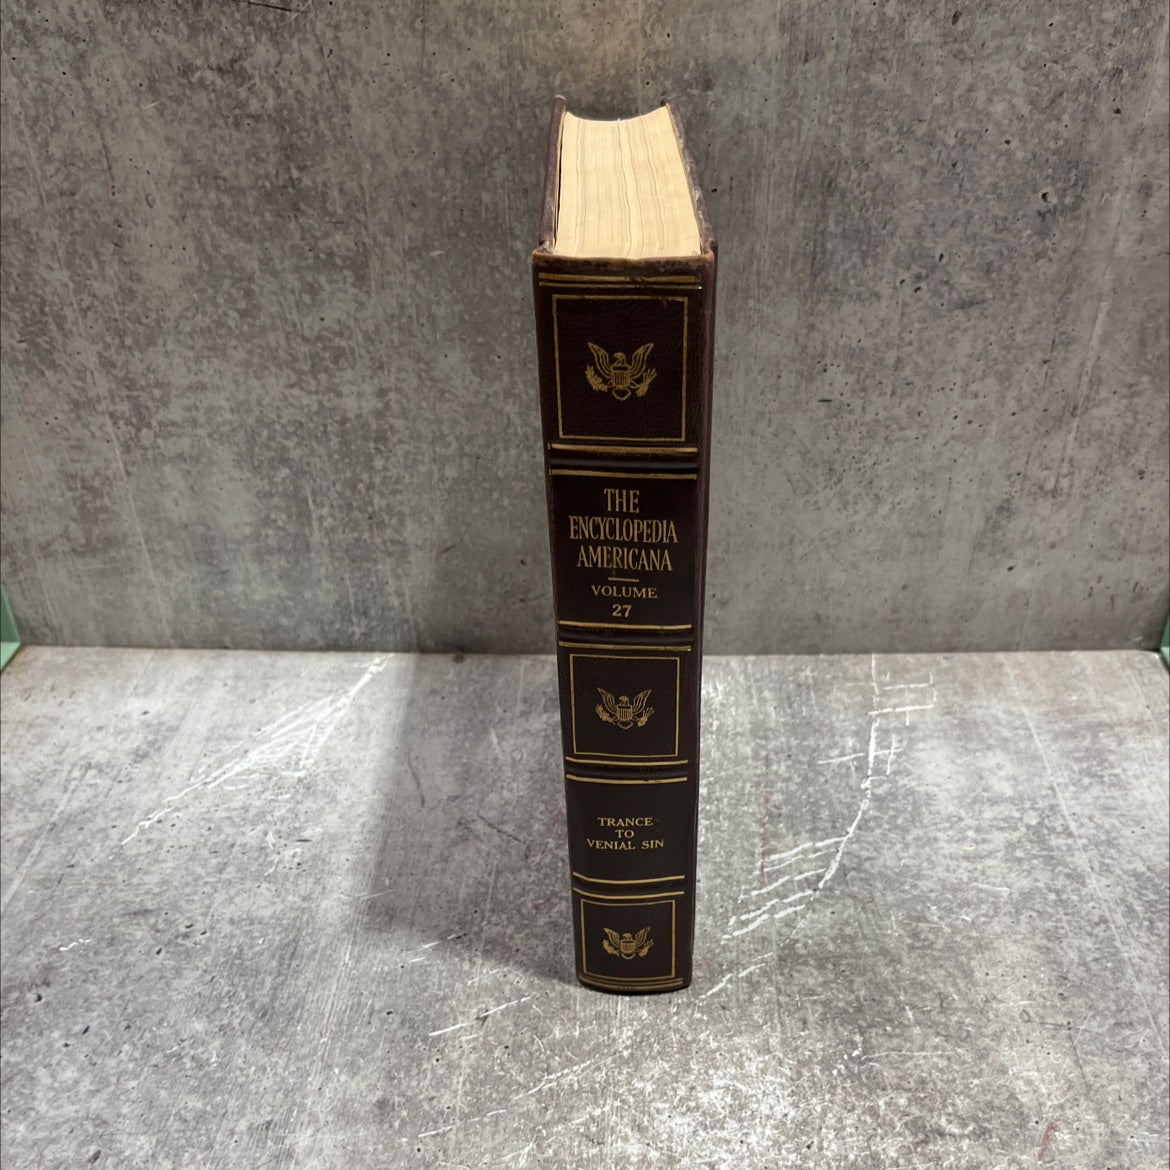 THE
ENCYCLOPEDIA
AMERICANA
VOLUME
27
TRANCE
TO
VENIAL SIN